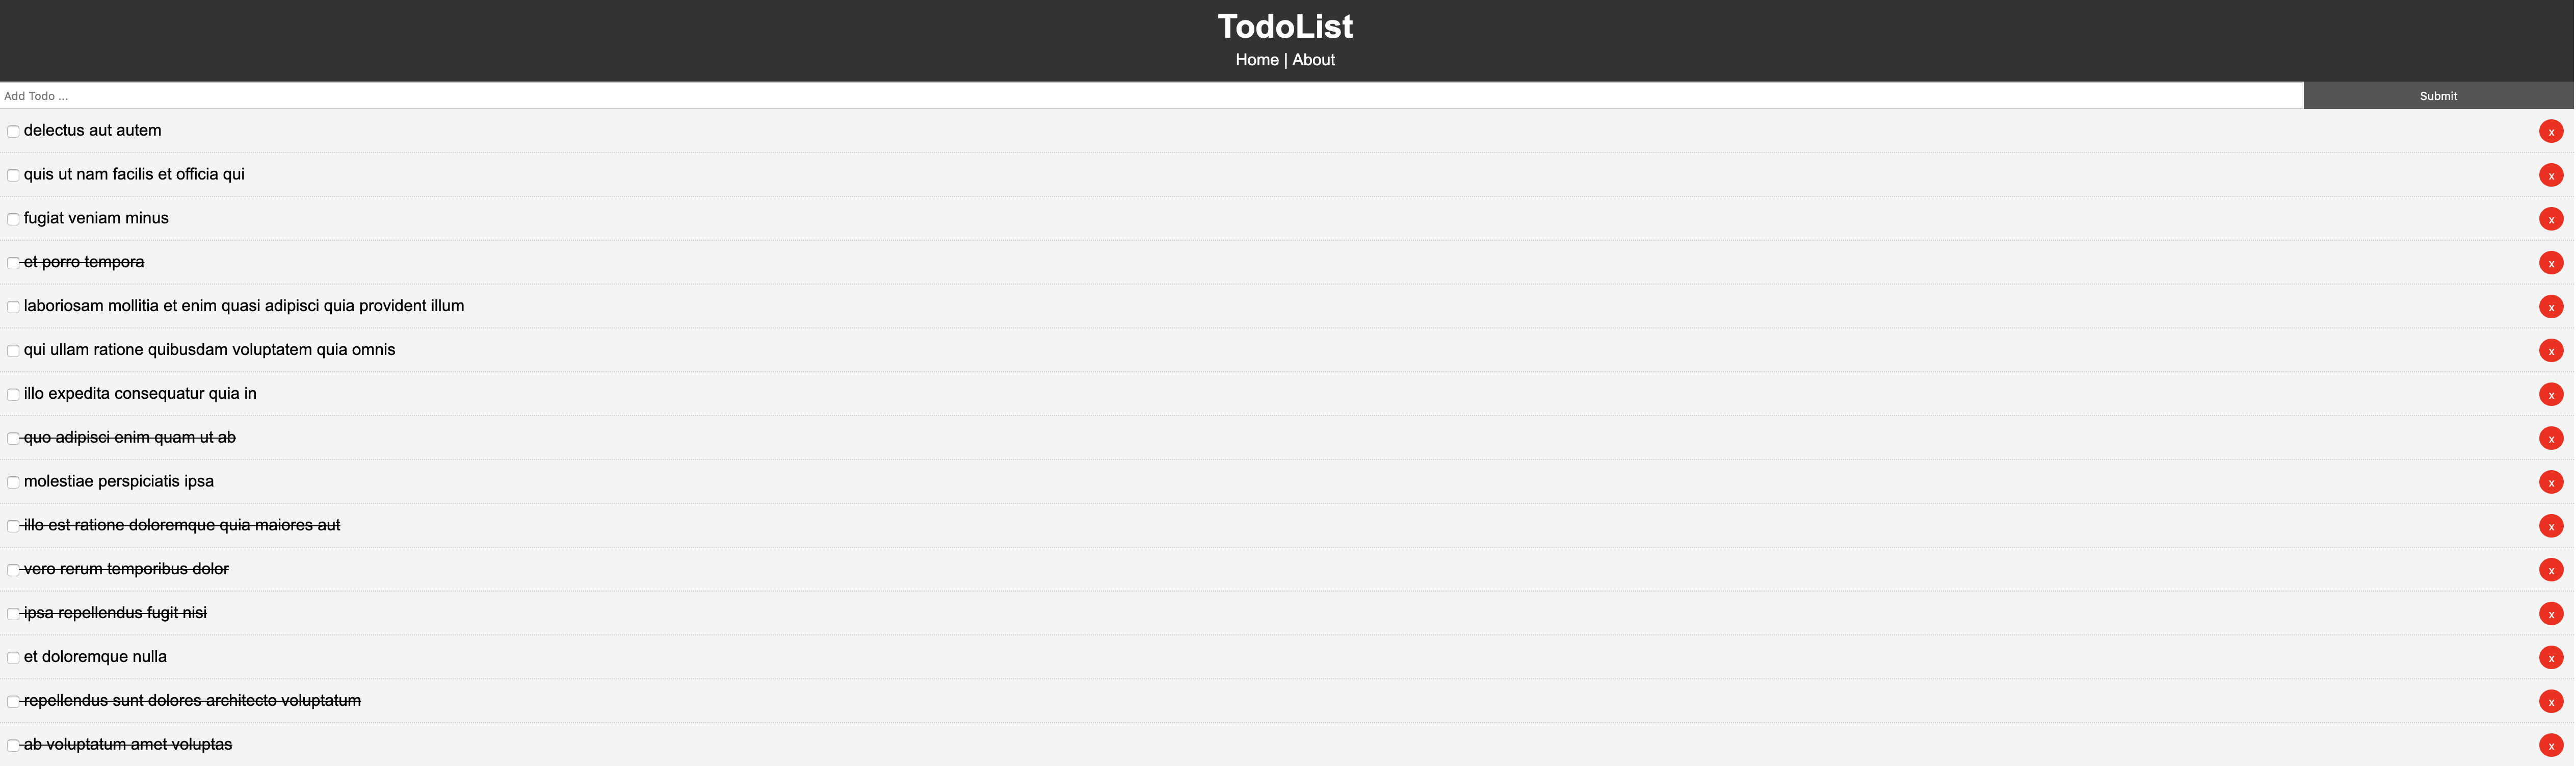 TodoList
Home | About
Add Todo ...
Submit
delectus aut autem
x
quis ut nam facilis et officia qui
x
fugiat veniam minus
x
et porro tempora
x
laboriosam mollitia et enim quasi adipisci quia provident illum
x
qui ullam ratione quibusdam voluptatem quia omnis
x
illo expedita consequatur quia in
x
quo adipisci enim quam ut ab
x
molestiae perspiciatis ipsa
x
illo est ratione doloremque quia maiores aut
x
vero rerum temporibus dolor
x
ipsa repellendus fugit nisi
x
et doloremque nulla
x
repellendus sunt dolores architecto voluptatum
x
ab voluptatum amet voluptas
x